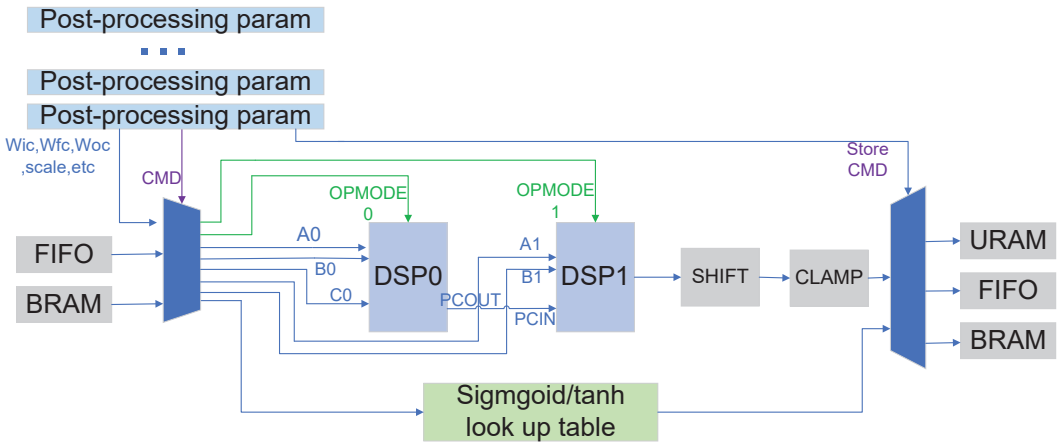 Post-processing param
Post-processing param
Post-processing param
Wic,Wfc,Woc
,scale,etc
CMD
Store
CMD
OPMODE
0
OPMODE
1
FIFO
BRAM
A0
B0
C0
DSP0
PCOUT
PCIN
A1
B1
DSP1
SHIFT
CLAMP
URAM
FIFO
BRAM
Sigmgoid/tanh
look up table